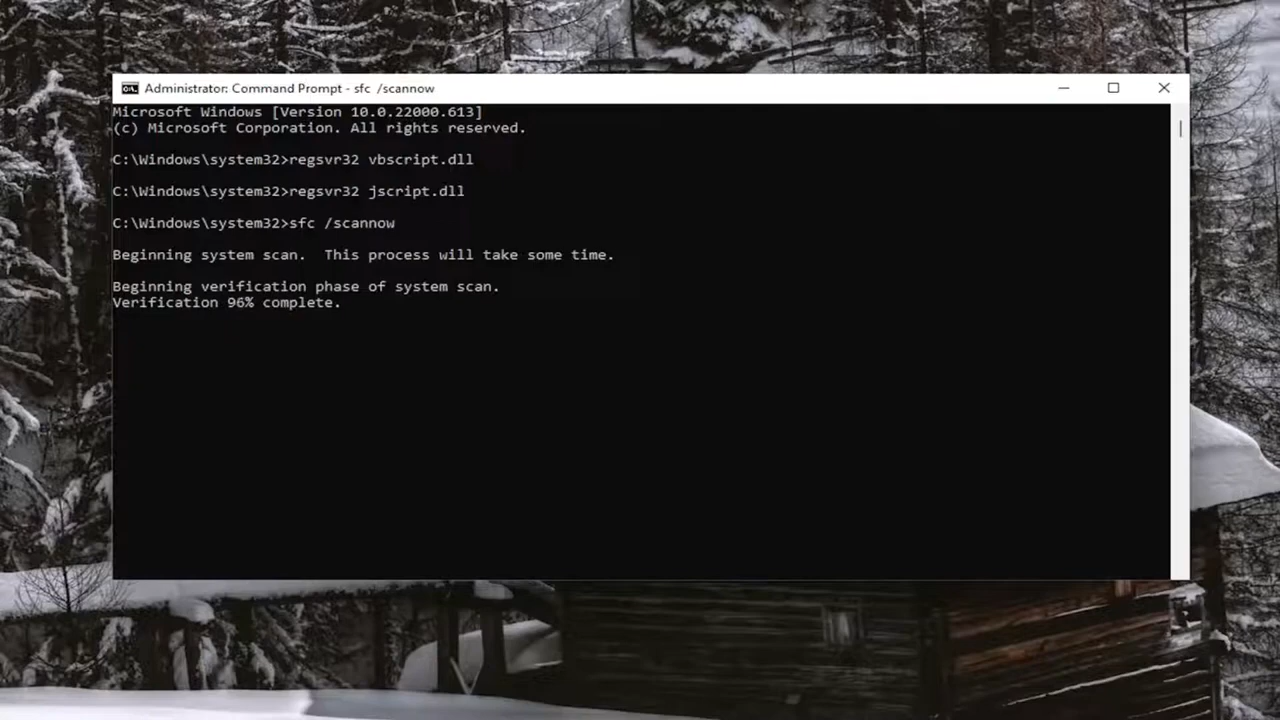 Administrator: Command Prompt - sfc /scannow
Microsoft Windows [Version 10.0.22000.613]
(c) Microsoft Corporation. All rights reserved.
C:\Windows\system32>regsvr32 vbscript.dll
C:\Windows\system32>regsvr32 jscript.dll
C:\Windows\system32>sfc /scannow
Beginning system scan.  This process will take some time.
Beginning verification phase of system scan.
Verification 96% complete.